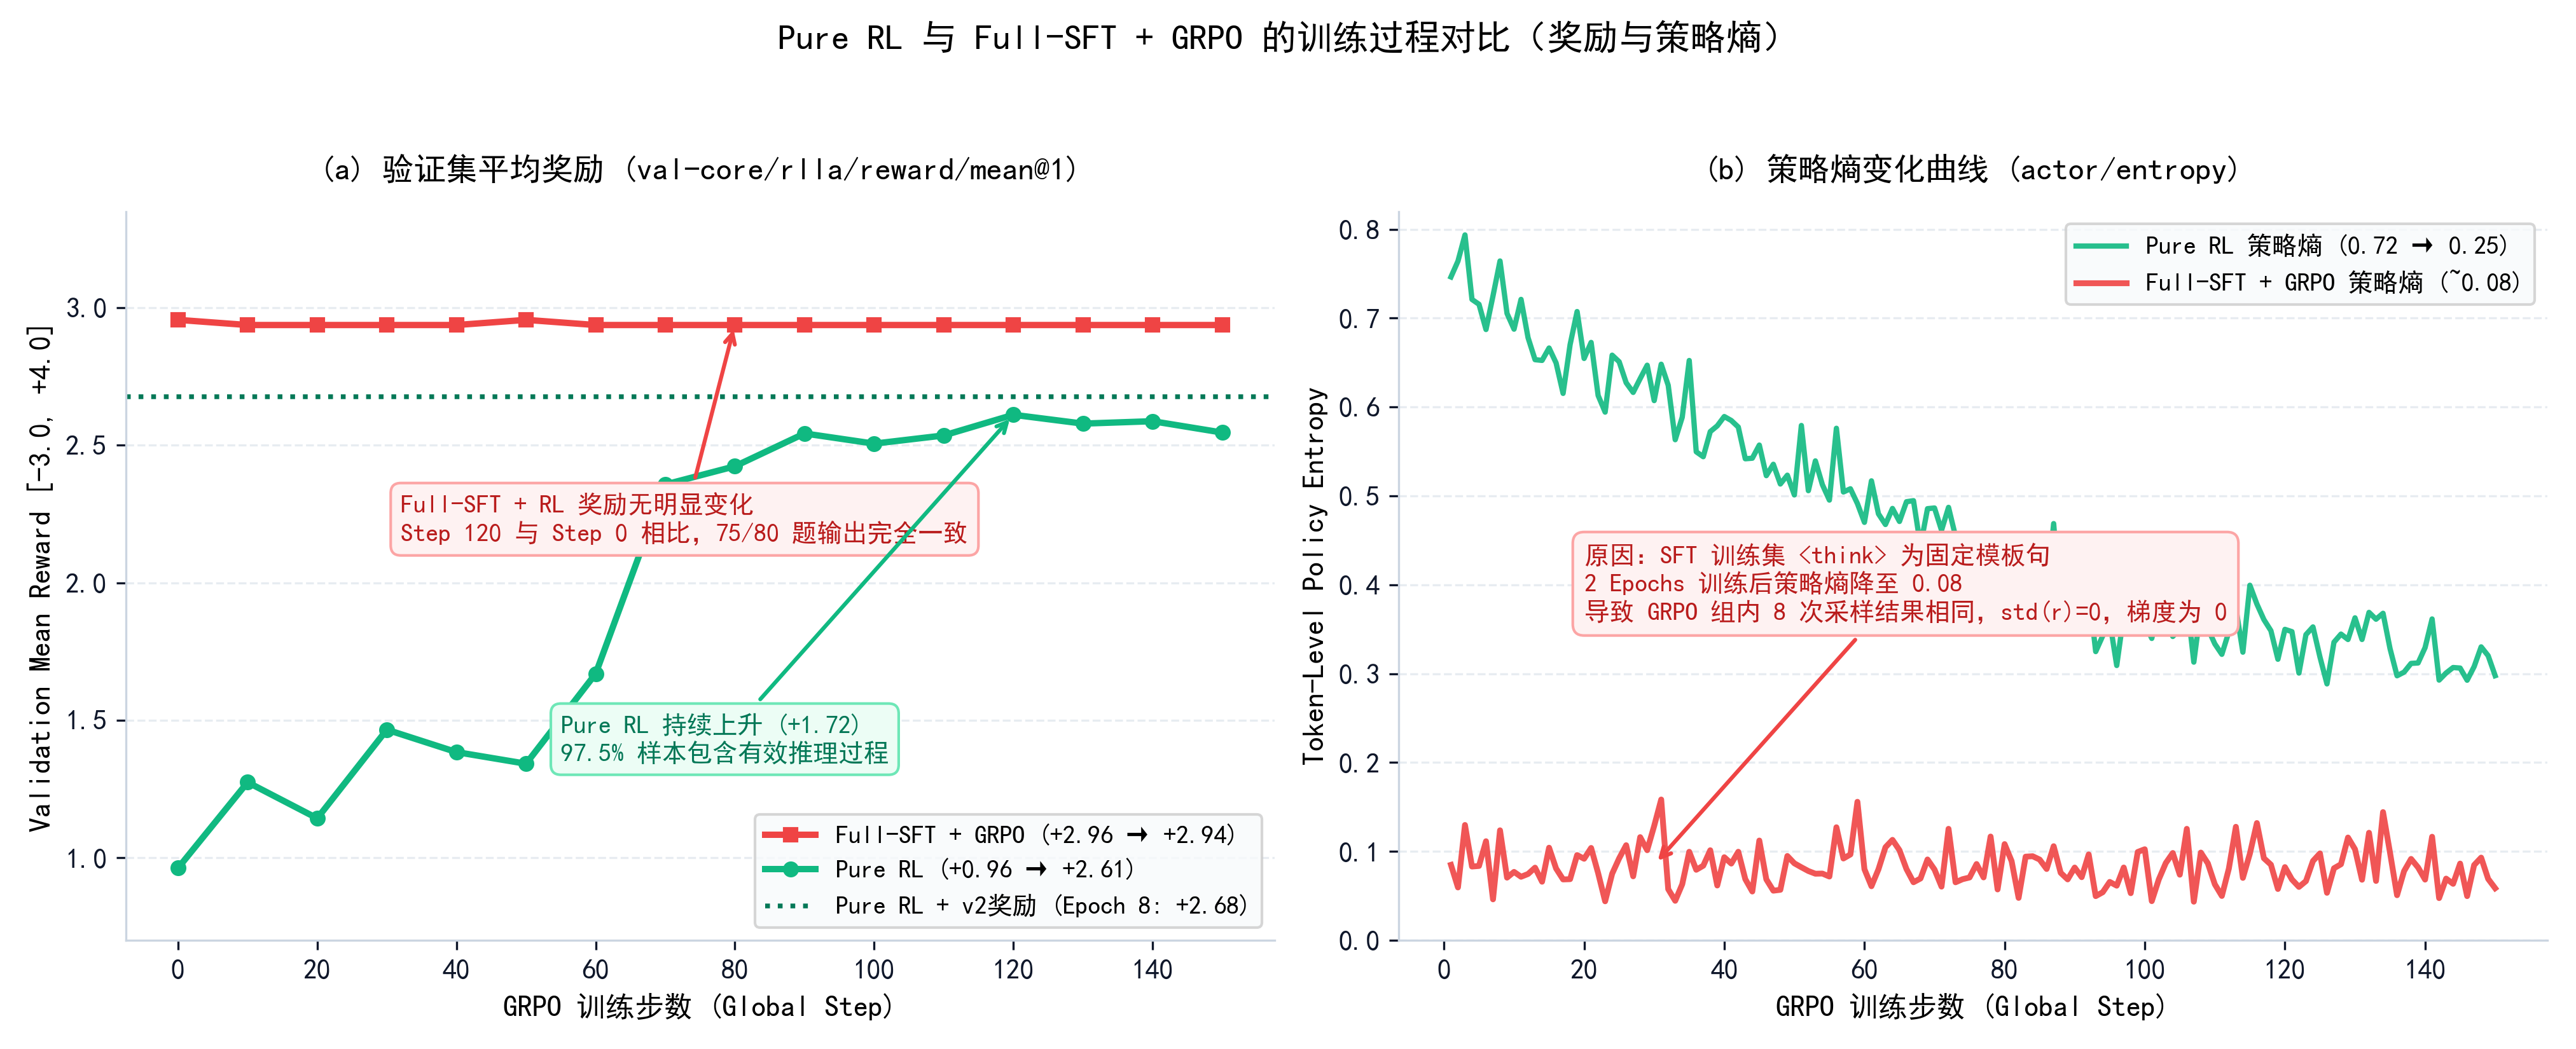 Pure RL 与 Full-SFT + GRPO 的训练过程对比（奖励与策略熵）
(a) 验证集平均奖励 (val-core/rlla/reward/mean@1)
Validation Mean Reward [-3.0, +4.0]
3.0
2.5
2.0
1.5
1.0
Full-SFT + RL 奖励无明显变化
Step 120 与 Step 0 相比，75/80 题输出完全一致
Pure RL 持续上升 (+1.72)
97.5% 样本包含有效推理过程
Full-SFT + GRPO (+2.96 → +2.94)
Pure RL (+0.96 → +2.61)
Pure RL + v2奖励 (Epoch 8: +2.68)
0 20 40 60 80 100 120 140
GRPO 训练步数 (Global Step)
(b) 策略熵变化曲线 (actor/entropy)
Token-Level Policy Entropy
0.8
0.7
0.6
0.5
0.4
0.3
0.2
0.1
0.0
Pure RL 策略熵 (0.72 → 0.25)
Full-SFT + GRPO 策略熵 (~0.08)
原因：SFT 训练集 <think> 为固定模板句
2 Epochs 训练后策略熵降至 0.08
导致 GRPO 组内 8 次采样结果相同，std(r)=0，梯度为 0
0 20 40 60 80 100 120 140
GRPO 训练步数 (Global Step)